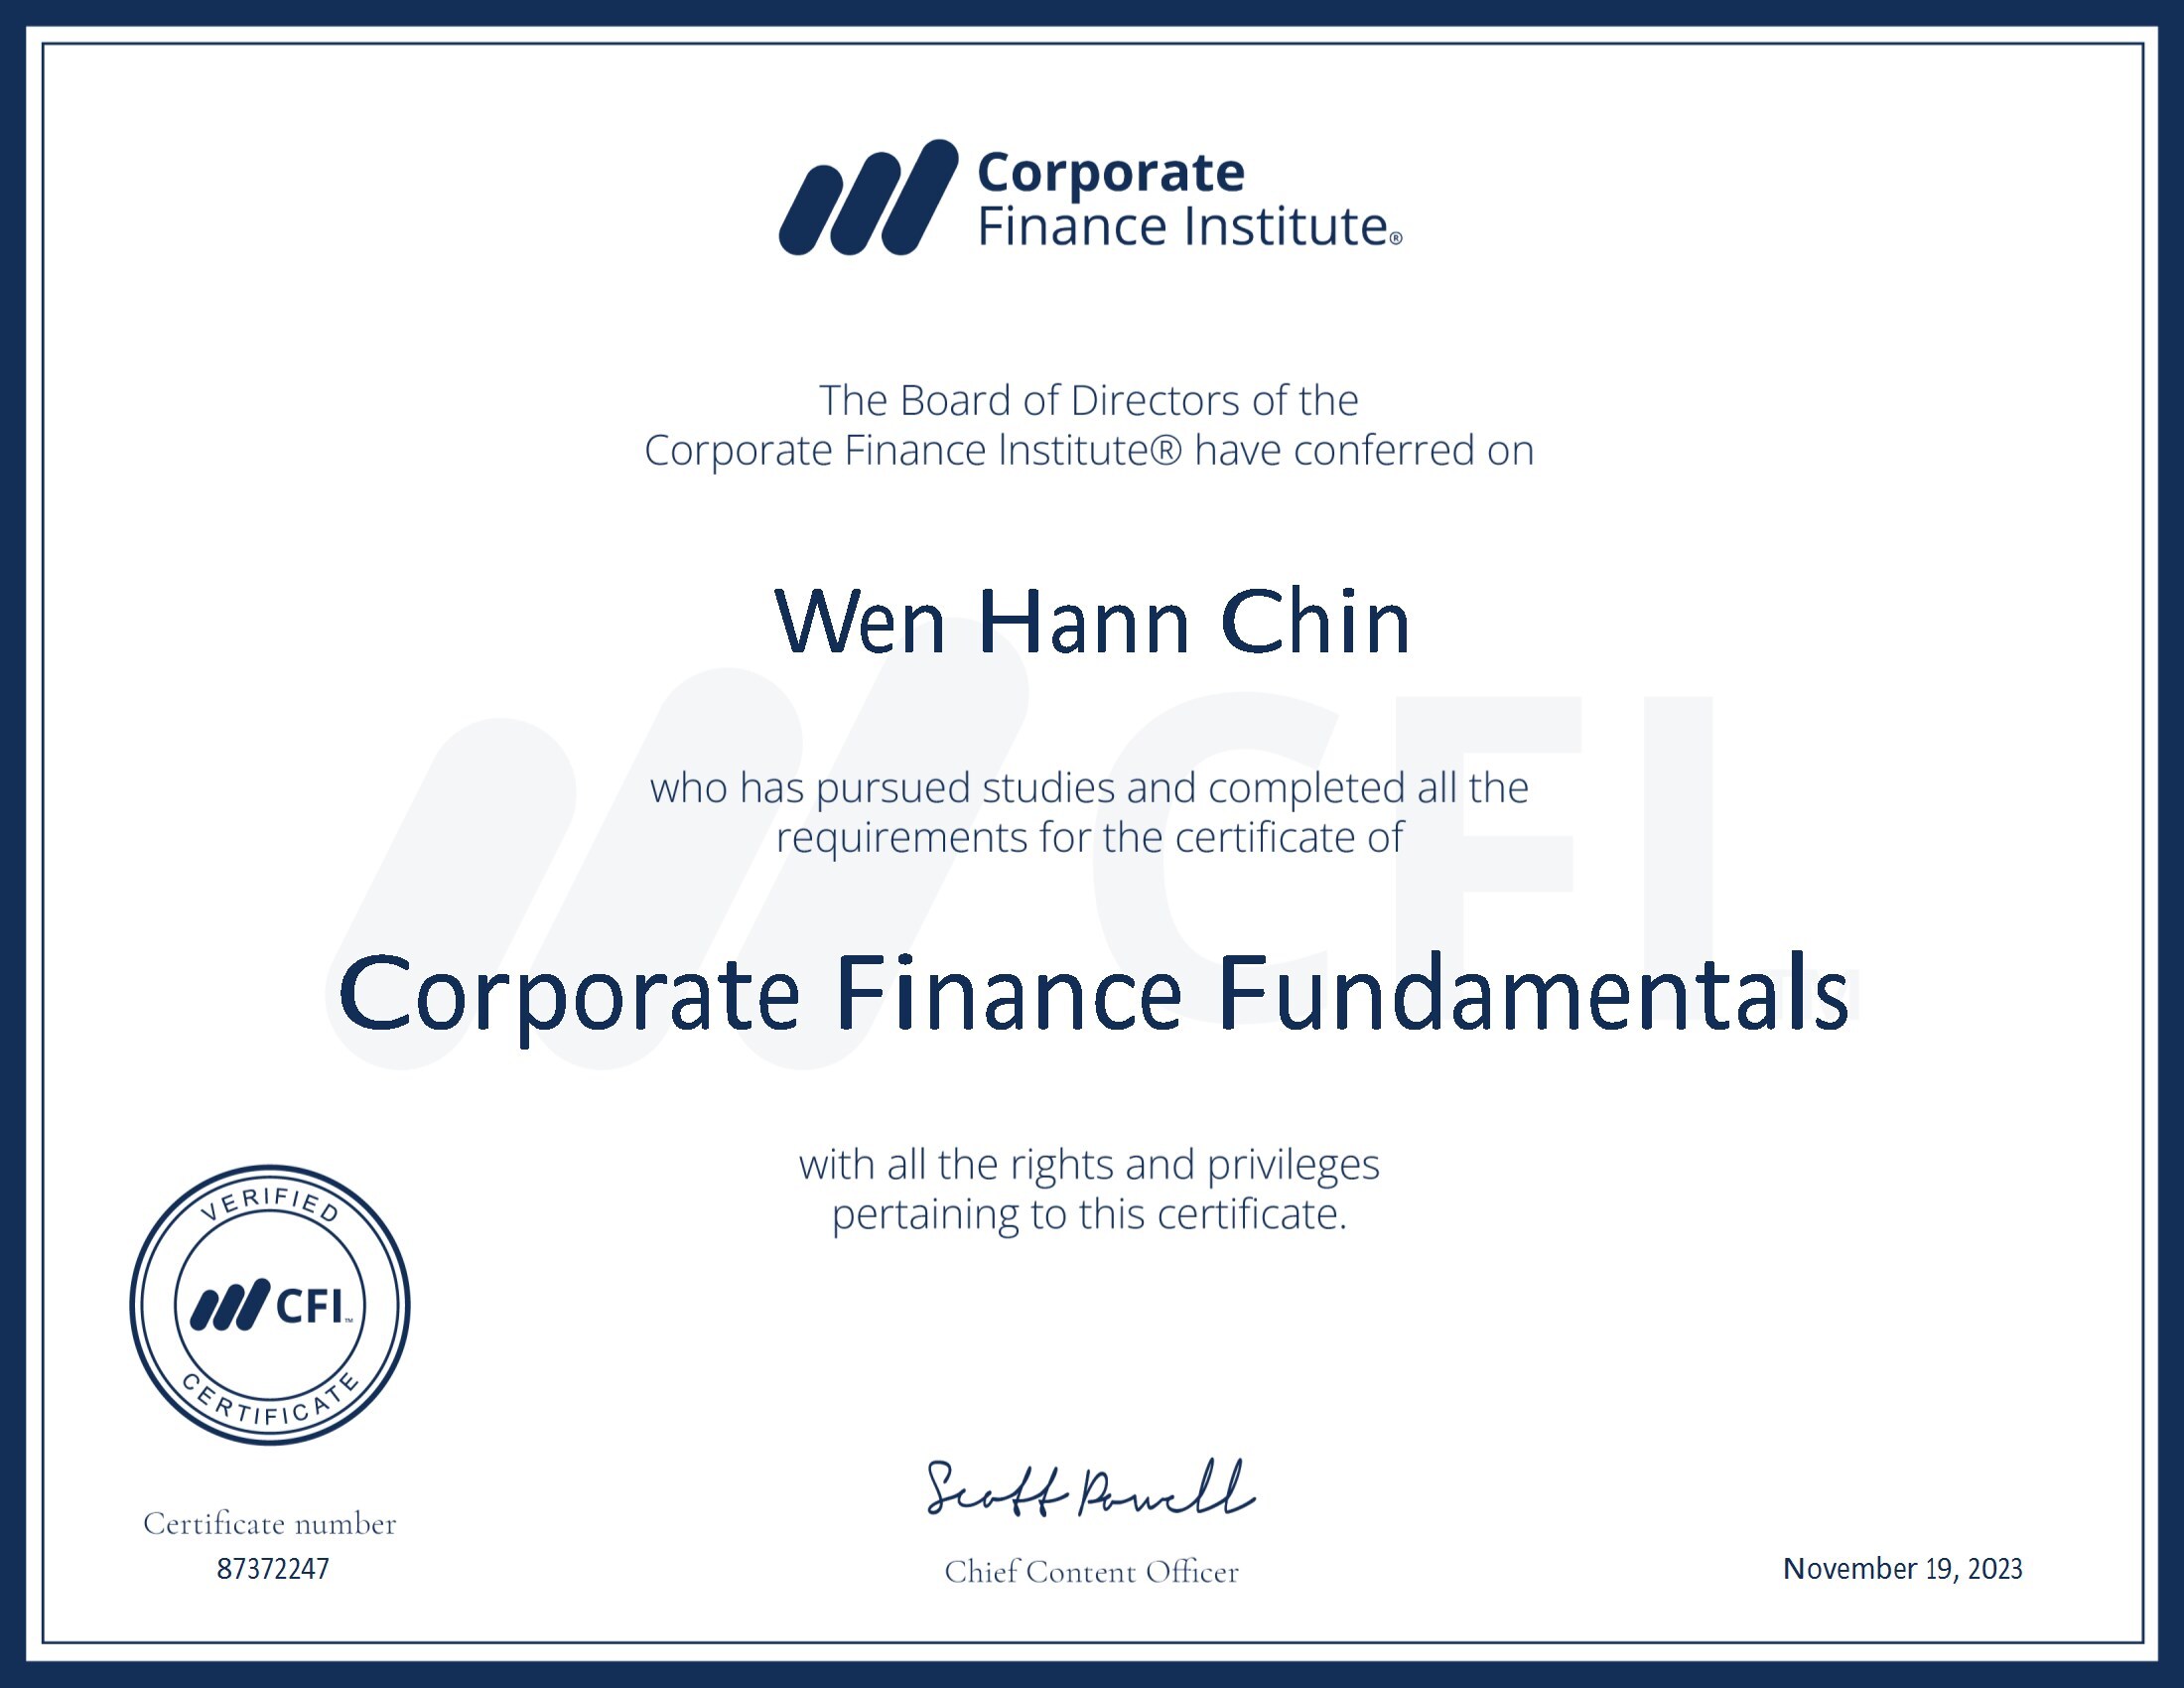 Corporate
Finance Institute®
The Board of Directors of the
Corporate Finance Institute® have conferred on
Wen Hann Chin
who has pursued studies and completed all the
requirements for the certificate of
CFI
Corporate Finance Fundamentals
with all the rights and privileges
pertaining to this certificate.
VERIFIED
CFI™
CERTIFICATE
Scott Powell
Certificate number
87372247
Chief Content Officer
November 19, 2023